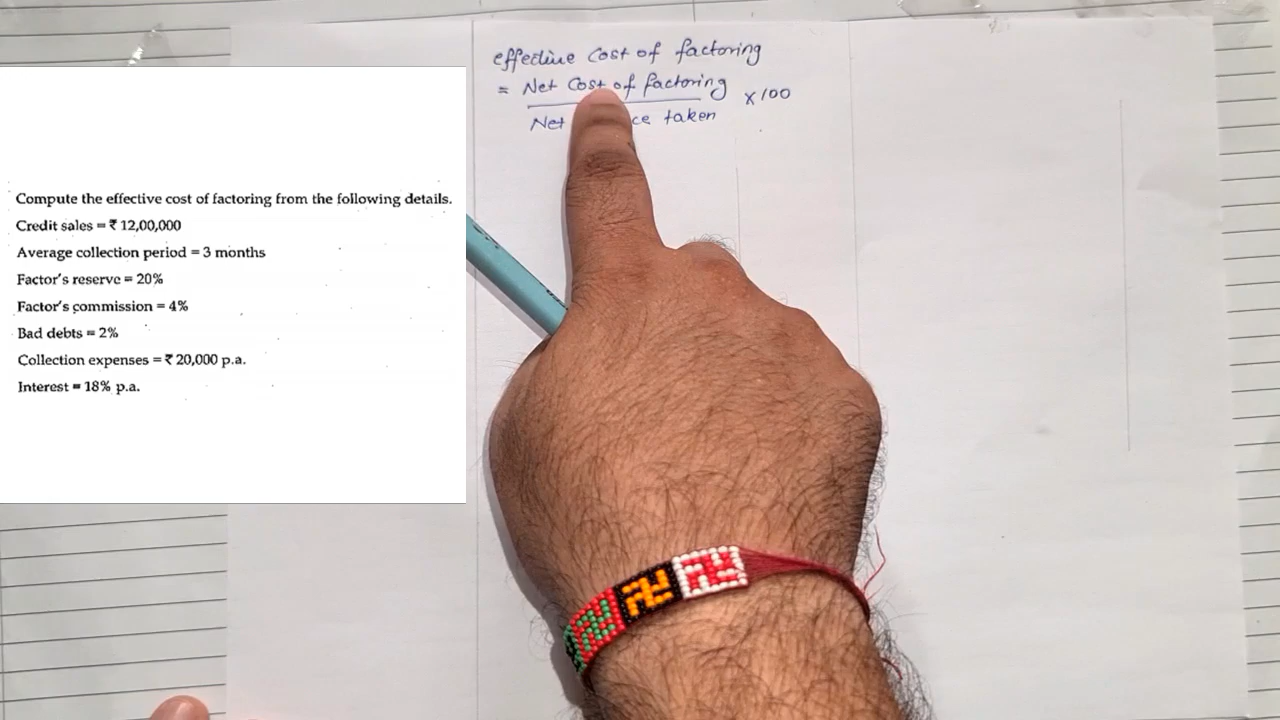 effective Cost of factoring
= Net Cost of factoring
Net taken × 100
Compute the effective cost of factoring from the following details.
Credit sales = ₹ 12,00,000
Average collection period = 3 months
Factor's reserve = 20%
Factor's commission = 4%
Bad debts = 2%
Collection expenses = ₹ 20,000 p.a.
Interest = 18% p.a.